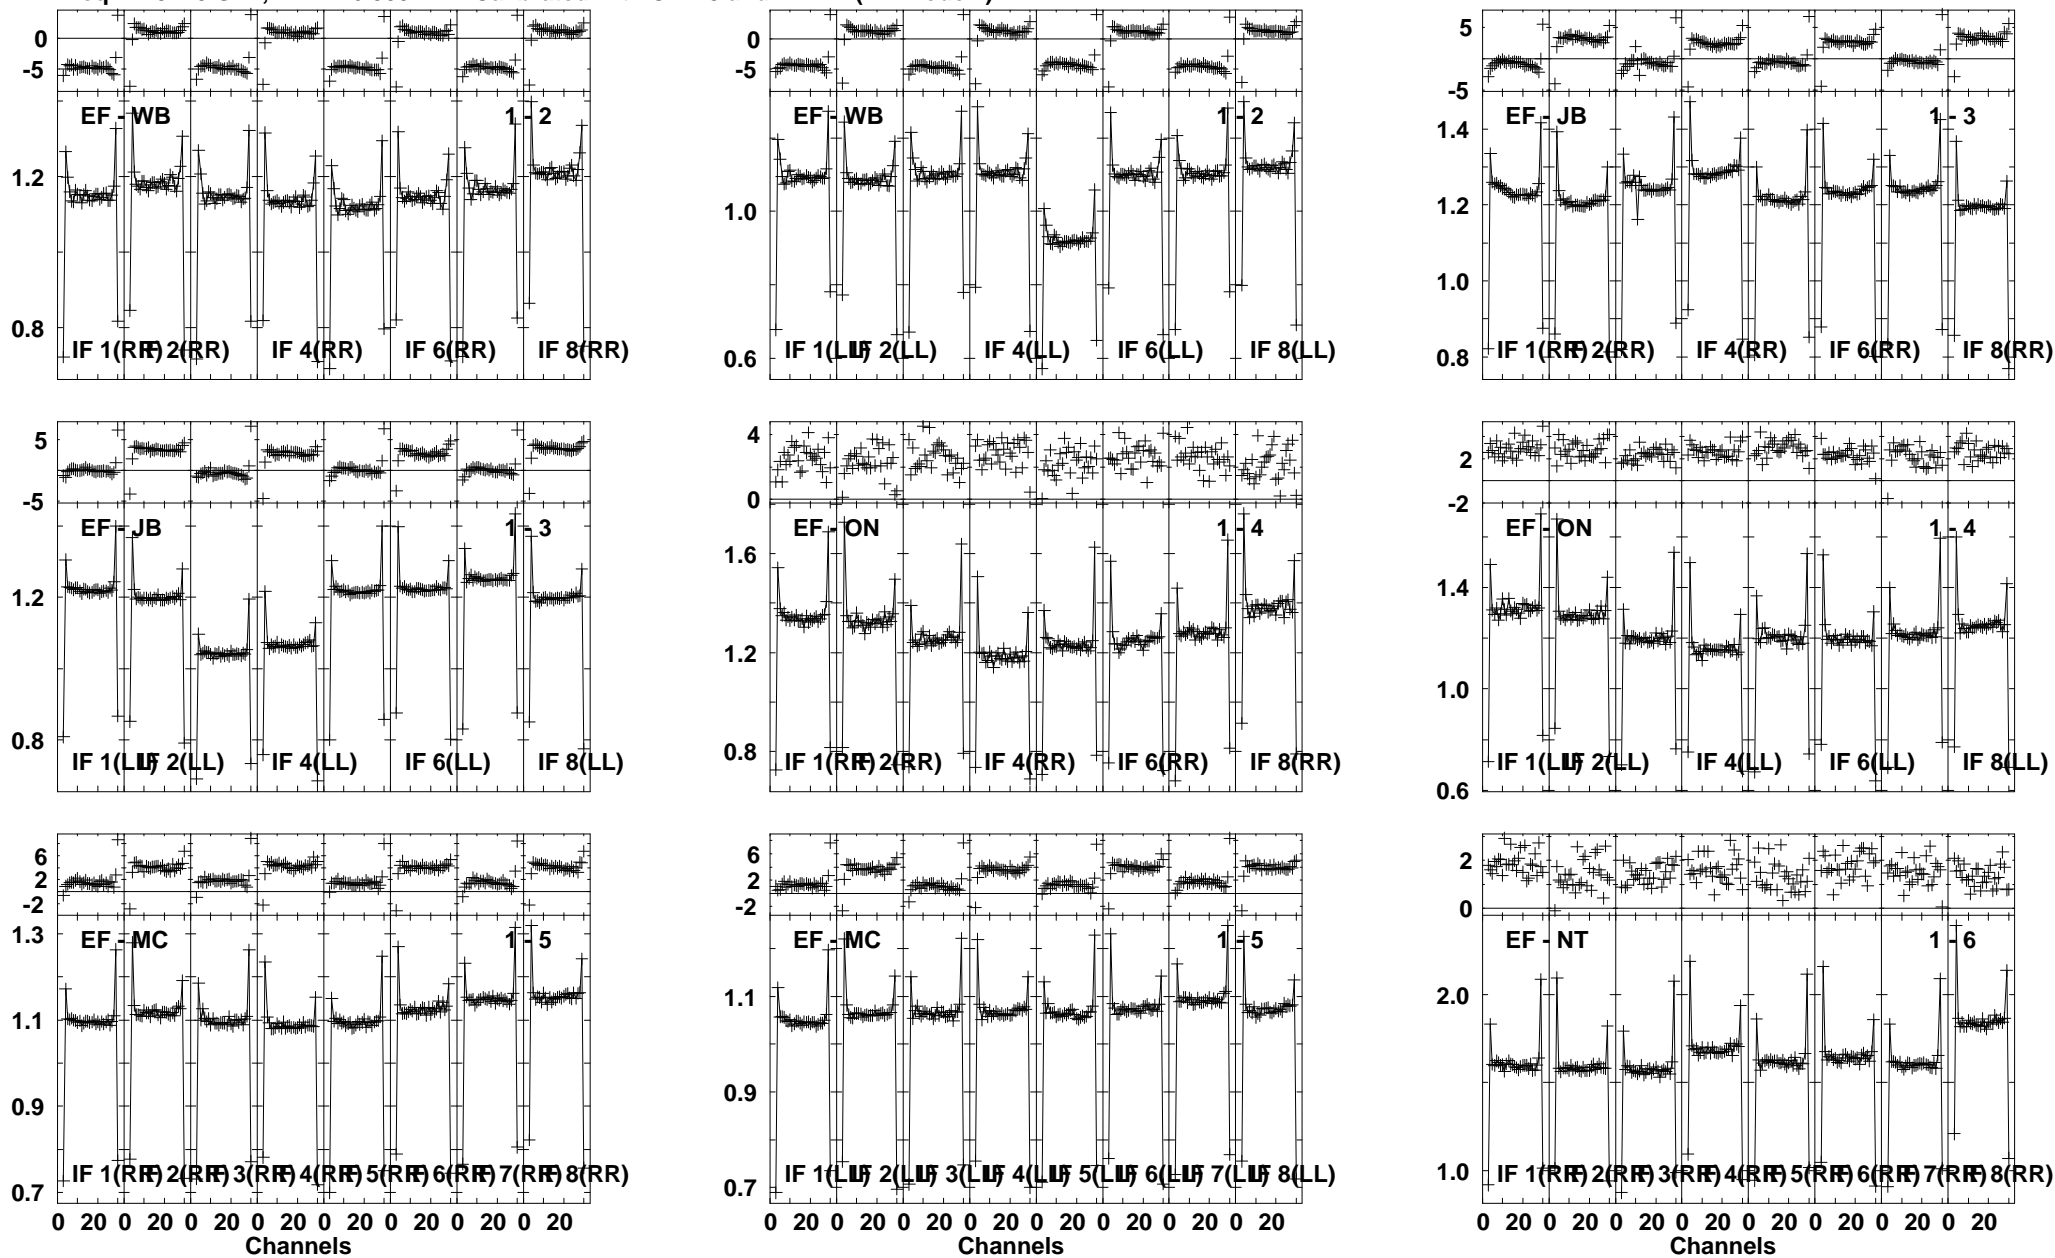 0
-5
EF - WB
1 - 2
1.2
0.8
IF 1(RR) IF 2(RR) IF 4(RR) IF 6(RR) IF 8(RR)
0
-5
EF - WB
1 - 2
1.0
0.6
IF 1(LL) IF 2(LL) IF 4(LL) IF 6(LL) IF 8(LL)
5
-5
EF - JB
1 - 3
1.4
1.2
1.0
0.8
IF 1(RR) IF 2(RR) IF 4(RR) IF 6(RR) IF 8(RR)
5
-5
EF - JB
1 - 3
1.2
0.8
IF 1(LL) IF 2(LL) IF 4(LL) IF 6(LL) IF 8(LL)
4
0
EF - ON
1 - 4
1.6
1.2
0.8
IF 1(RR) IF 2(RR) IF 4(RR) IF 6(RR) IF 8(RR)
2
-2
EF - ON
1 - 4
1.4
1.0
0.6
IF 1(LL) IF 2(LL) IF 4(LL) IF 6(LL) IF 8(LL)
6
2
-2
EF - MC
1 - 5
1.3
1.1
0.9
0.7
IF 1(RR) IF 2(RR) IF 3(RR) IF 4(RR) IF 5(RR) IF 6(RR) IF 7(RR) IF 8(RR)
0 20 0 20 0 20 0 20 0 20 0 20 0 20 0 20
Channels
6
2
-2
EF - MC
1 - 5
1.1
0.9
0.7
IF 1(LL) IF 2(LL) IF 3(LL) IF 4(LL) IF 5(LL) IF 6(LL) IF 7(LL) IF 8(LL)
0 20 0 20 0 20 0 20 0 20 0 20 0 20 0 20
Channels
2
0
EF - NT
1 - 6
2.0
1.0
IF 1(RR) IF 2(RR) IF 3(RR) IF 4(RR) IF 5(RR) IF 6(RR) IF 7(RR) IF 8(RR)
0 20 0 20 0 20 0 20 0 20 0 20 0 20 0 20
Channels